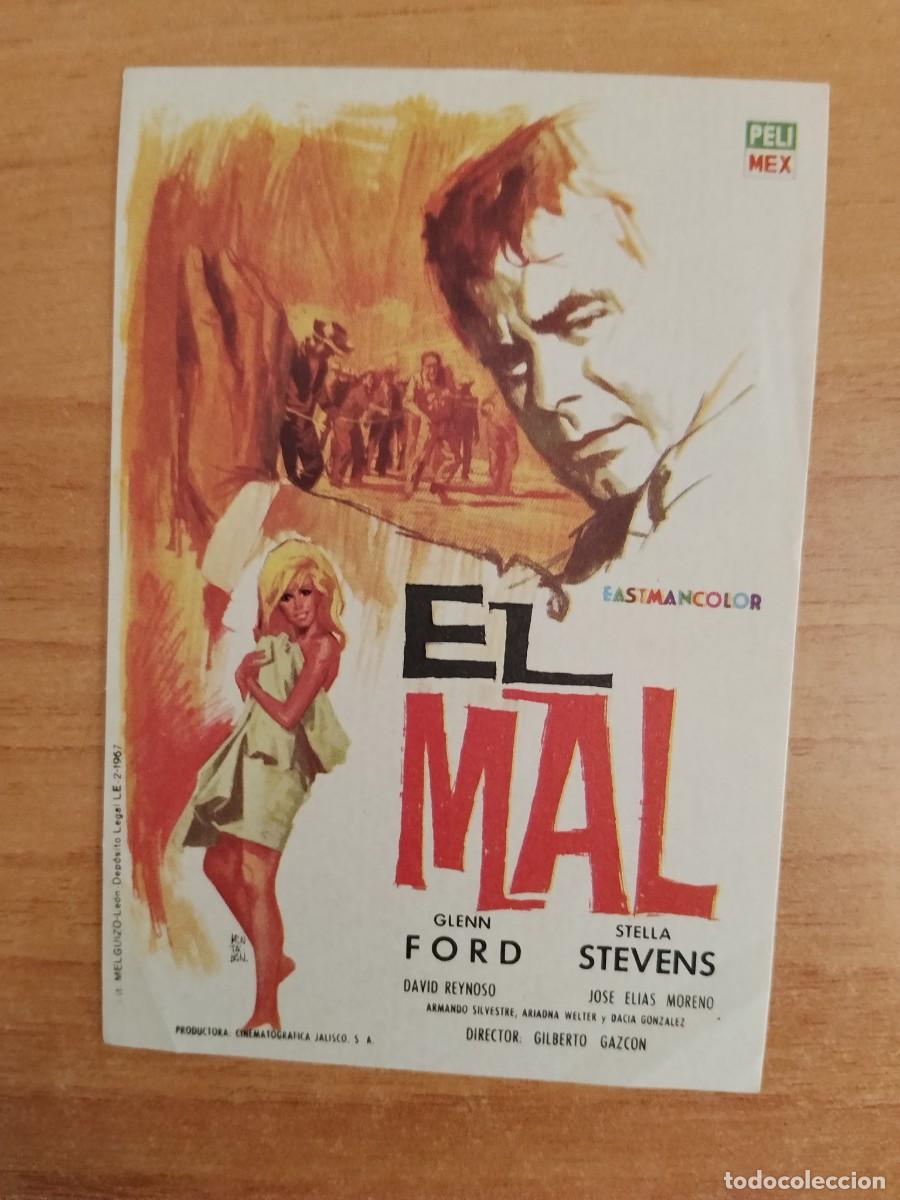 PELI
MEX
EASTMANCOLOR
EL
MAL
GLENN
FORD
STELLA
STEVENS
DAVID REYNOSO
JOSE ELIAS MORENO
ARMANDO SILVESTRE, ARIADNA WELTER y DACIA GONZALEZ
DIRECTOR: GILBERTO GAZCON
PRODUCTORA: CINEMATOGRAFICA JALISCO, S A.
MELGUIZO-León Depósito Legal LE-2-1967
todocoleccion